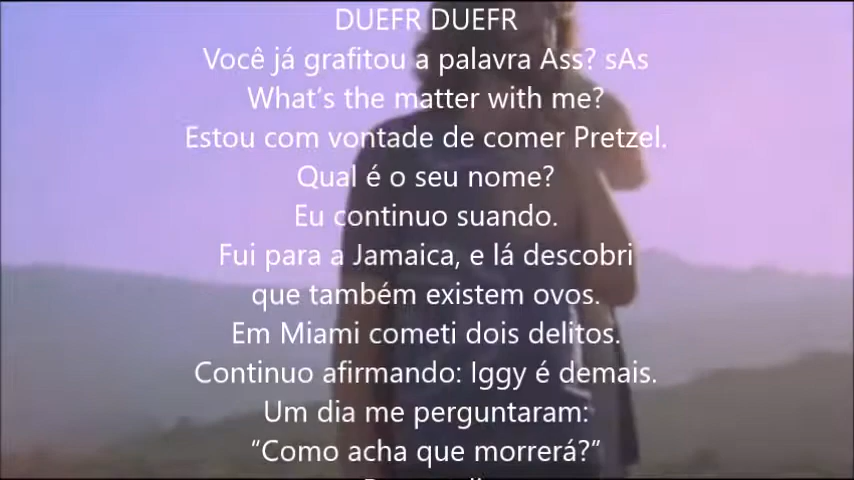 DUEFR DUEFR
Você já grafitou a palavra Ass? sAs
What's the matter with me?
Estou com vontade de comer Pretzel.
Qual é o seu nome?
Eu continuo suando.
Fui para a Jamaica, e lá descobri
que também existem ovos.
Em Miami cometi dois delitos.
Continuo afirmando: Iggy é demais.
Um dia me perguntaram:
“Como acha que morrerá?”